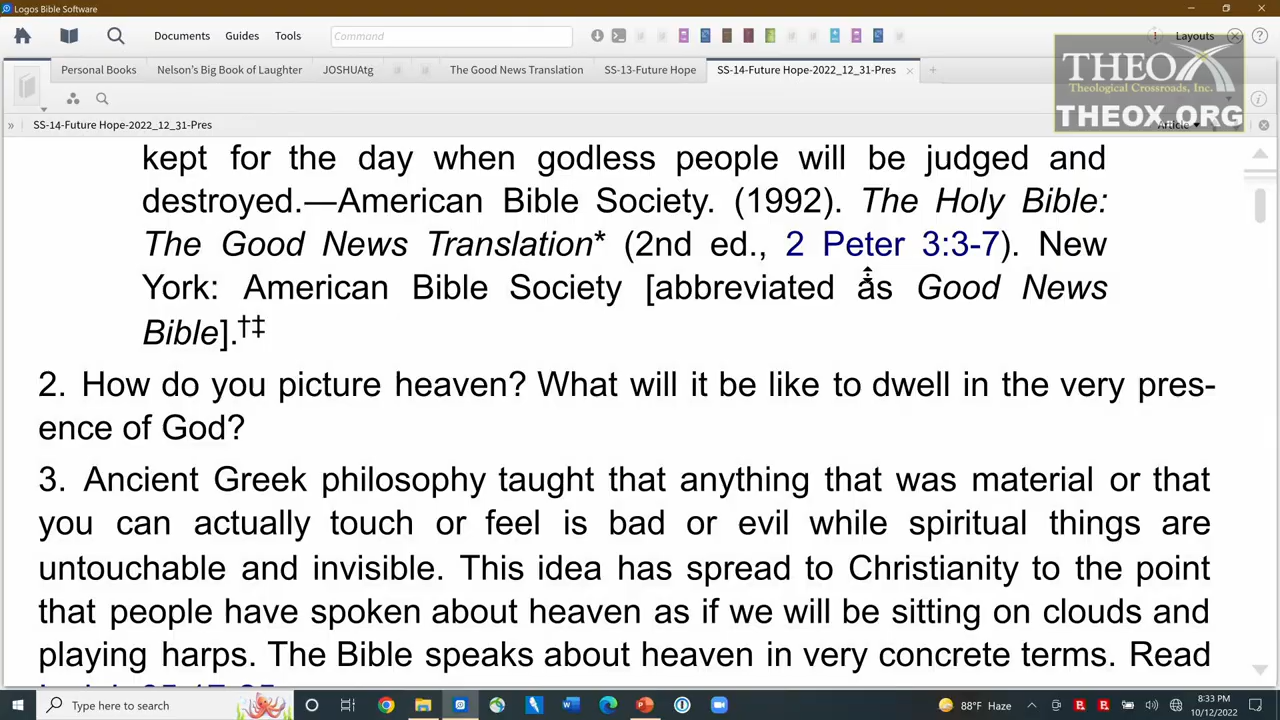 Logos Bible Software
Documents Guides Tools Command Layouts
Personal Books Nelson's Big Book of Laughter JOSHUAtg The Good News Translation SS-13-Future Hope SS-14-Future Hope-2022_12_31-Pres
THEOX
Theological Crossroads, Inc.
THEOX.ORG
SS-14-Future Hope-2022_12_31-Pres Article
kept for the day when godless people will be judged and
destroyed.—American Bible Society. (1992). The Holy Bible:
The Good News Translation* (2nd ed., 2 Peter 3:3-7). New
York: American Bible Society [abbreviated as Good News
Bible].†‡
2. How do you picture heaven? What will it be like to dwell in the very pres-
ence of God?
3. Ancient Greek philosophy taught that anything that was material or that
you can actually touch or feel is bad or evil while spiritual things are
untouchable and invisible. This idea has spread to Christianity to the point
that people have spoken about heaven as if we will be sitting on clouds and
playing harps. The Bible speaks about heaven in very concrete terms. Read
Type here to search 88°F Haze 8:33 PM
10/12/2022